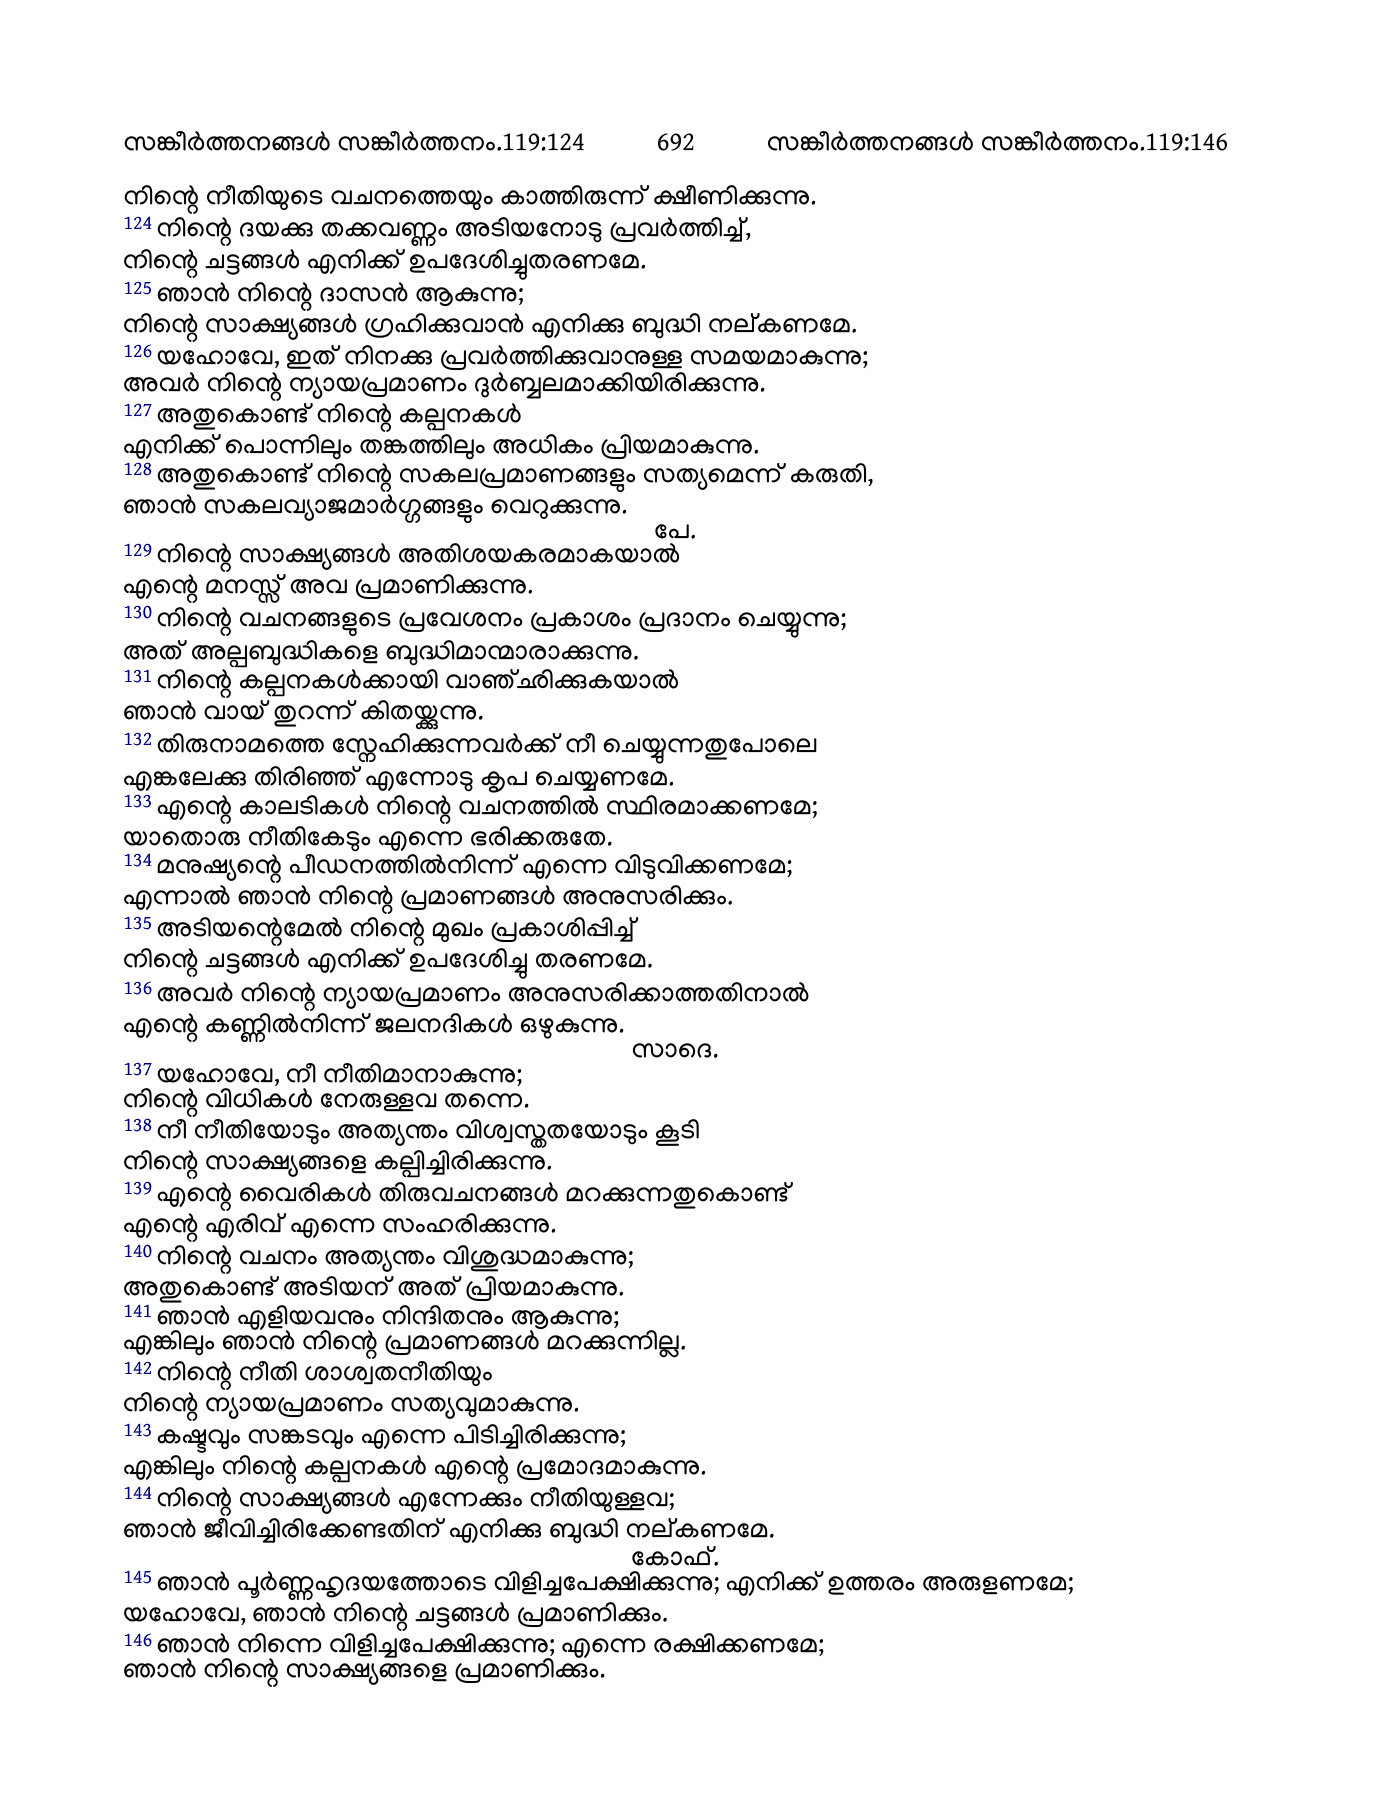 സങ്കീർത്തനങ്ങൾ സങ്കീർത്തനം.119:124 692 സങ്കീർത്തനങ്ങൾ സങ്കീർത്തനം.119:146
നിന്റെ നീതിയുടെ വചനത്തെയും കാത്തിരുന്ന് ക്ഷീണിക്കുന്നു.
124 നിന്റെ ദയക്കു തക്കവണ്ണം അടിയനോടു പ്രവർത്തിച്ച്,
നിന്റെ ചട്ടങ്ങൾ എനിക്ക് ഉപദേശിച്ചുതരണമേ.
125 ഞാൻ നിന്റെ ദാസൻ ആകുന്നു;
നിന്റെ സാക്ഷ്യങ്ങൾ ഗ്രഹിക്കുവാൻ എനിക്കു ബുദ്ധി നല്കണമേ.
126 യഹോവേ, ഇത് നിനക്കു പ്രവർത്തിക്കുവാനുള്ള സമയമാകുന്നു;
അവർ നിന്റെ ന്യായപ്രമാണം ദുർബ്ബലമാക്കിയിരിക്കുന്നു.
127 അതുകൊണ്ട് നിന്റെ കല്പനകൾ
എനിക്ക് പൊന്നിലും തങ്കത്തിലും അധികം പ്രിയമാകുന്നു.
128 അതുകൊണ്ട് നിന്റെ സകലപ്രമാണങ്ങളും സത്യമെന്ന് കരുതി,
ഞാൻ സകലവ്യാജമാർഗ്ഗങ്ങളും വെറുക്കുന്നു.
പേ.
129 നിന്റെ സാക്ഷ്യങ്ങൾ അതിശയകരമാകയാൽ
എന്റെ മനസ്സ് അവ പ്രമാണിക്കുന്നു.
130 നിന്റെ വചനങ്ങളുടെ പ്രവേശനം പ്രകാശം പ്രദാനം ചെയ്യുന്നു;
അത് അല്പബുദ്ധികളെ ബുദ്ധിമാന്മാരാക്കുന്നു.
131 നിന്റെ കല്പനകൾക്കായി വാഞ്ഛിക്കുകയാൽ
ഞാൻ വായ് തുറന്ന് കിതയ്ക്കുന്നു.
132 തിരുനാമത്തെ സ്നേഹിക്കുന്നവർക്ക് നീ ചെയ്യുന്നതുപോലെ
എങ്കലേക്കു തിരിഞ്ഞ് എന്നോടു കൃപ ചെയ്യണമേ.
133 എന്റെ കാലടികൾ നിന്റെ വചനത്തിൽ സ്ഥിരമാക്കണമേ;
യാതൊരു നീതികേടും എന്നെ ഭരിക്കരുതേ.
134 മനുഷ്യന്റെ പീഡനത്തിൽനിന്ന് എന്നെ വിടുവിക്കണമേ;
എന്നാൽ ഞാൻ നിന്റെ പ്രമാണങ്ങൾ അനുസരിക്കും.
135 അടിയന്റെമേൽ നിന്റെ മുഖം പ്രകാശിപ്പിച്ച്
നിന്റെ ചട്ടങ്ങൾ എനിക്ക് ഉപദേശിച്ചു തരണമേ.
136 അവർ നിന്റെ ന്യായപ്രമാണം അനുസരിക്കാത്തതിനാൽ
എന്റെ കണ്ണിൽനിന്ന് ജലനദികൾ ഒഴുകുന്നു.
സാദെ.
137 യഹോവേ, നീ നീതിമാനാകുന്നു;
നിന്റെ വിധികൾ നേരുള്ളവ തന്നെ.
138 നീ നീതിയോടും അത്യന്തം വിശ്വസ്തതയോടും കൂടി
നിന്റെ സാക്ഷ്യങ്ങളെ കല്പിച്ചിരിക്കുന്നു.
139 എന്റെ വൈരികൾ തിരുവചനങ്ങൾ മറക്കുന്നതുകൊണ്ട്
എന്റെ എരിവ് എന്നെ സംഹരിക്കുന്നു.
140 നിന്റെ വചനം അത്യന്തം വിശുദ്ധമാകുന്നു;
അതുകൊണ്ട് അടിയന് അത് പ്രിയമാകുന്നു.
141 ഞാൻ എളിയവനും നിന്ദിതനും ആകുന്നു;
എങ്കിലും ഞാൻ നിന്റെ പ്രമാണങ്ങൾ മറക്കുന്നില്ല.
142 നിന്റെ നീതി ശാശ്വതനീതിയും
നിന്റെ ന്യായപ്രമാണം സത്യവുമാകുന്നു.
143 കഷ്ടവും സങ്കടവും എന്നെ പിടിച്ചിരിക്കുന്നു;
എങ്കിലും നിന്റെ കല്പനകൾ എന്റെ പ്രമോദമാകുന്നു.
144 നിന്റെ സാക്ഷ്യങ്ങൾ എന്നേക്കും നീതിയുള്ളവ;
ഞാൻ ജീവിച്ചിരിക്കേണ്ടതിന് എനിക്കു ബുദ്ധി നല്കണമേ.
കോഫ്.
145 ഞാൻ പൂർണ്ണഹൃദയത്തോടെ വിളിച്ചപേക്ഷിക്കുന്നു; എനിക്ക് ഉത്തരം അരുളണമേ;
യഹോവേ, ഞാൻ നിന്റെ ചട്ടങ്ങൾ പ്രമാണിക്കും.
146 ഞാൻ നിന്നെ വിളിച്ചപേക്ഷിക്കുന്നു; എന്നെ രക്ഷിക്കണമേ;
ഞാൻ നിന്റെ സാക്ഷ്യങ്ങളെ പ്രമാണിക്കും.